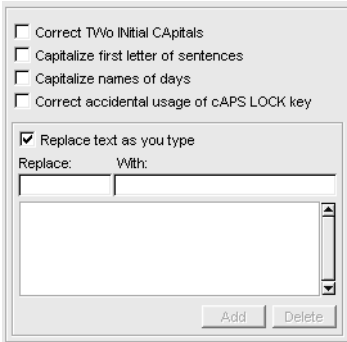 Correct TWo INitial CApitals
Capitalize first letter of sentences
Capitalize names of days
Correct accidental usage of cAPS LOCK key
Replace text as you type
Replace: With:
Add Delete